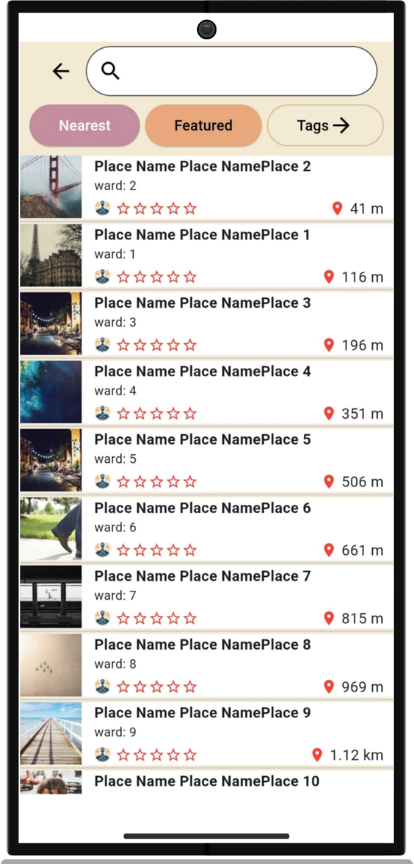 Nearest
Featured
Tags
Place Name Place NamePlace 2
ward: 2
41 m
Place Name Place NamePlace 1
ward: 1
116 m
Place Name Place NamePlace 3
ward: 3
196 m
Place Name Place NamePlace 4
ward: 4
351 m
Place Name Place NamePlace 5
ward: 5
506 m
Place Name Place NamePlace 6
ward: 6
661 m
Place Name Place NamePlace 7
ward: 7
815 m
Place Name Place NamePlace 8
ward: 8
969 m
Place Name Place NamePlace 9
ward: 9
1.12 km
Place Name Place NamePlace 10